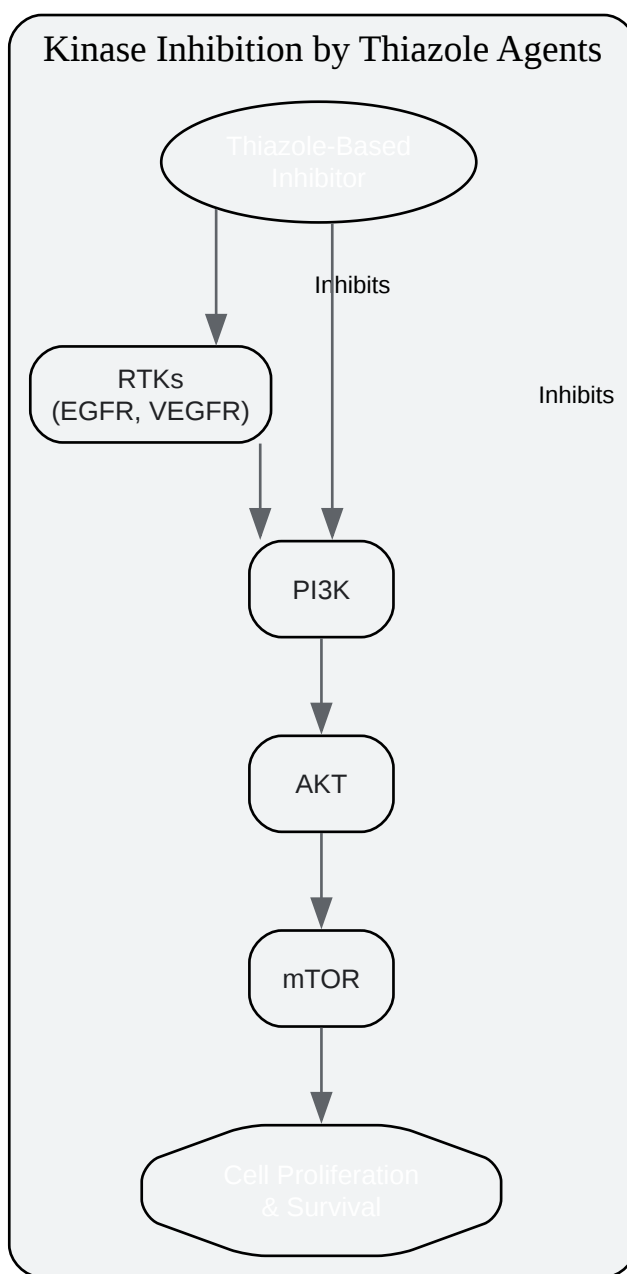 Kinase Inhibition by Thiazole Agents
Thiazole-Based
Inhibitor
Inhibits
RTKs
(EGFR, VEGFR)
Inhibits
PI3K
AKT
mTOR
Cell Proliferation
& Survival